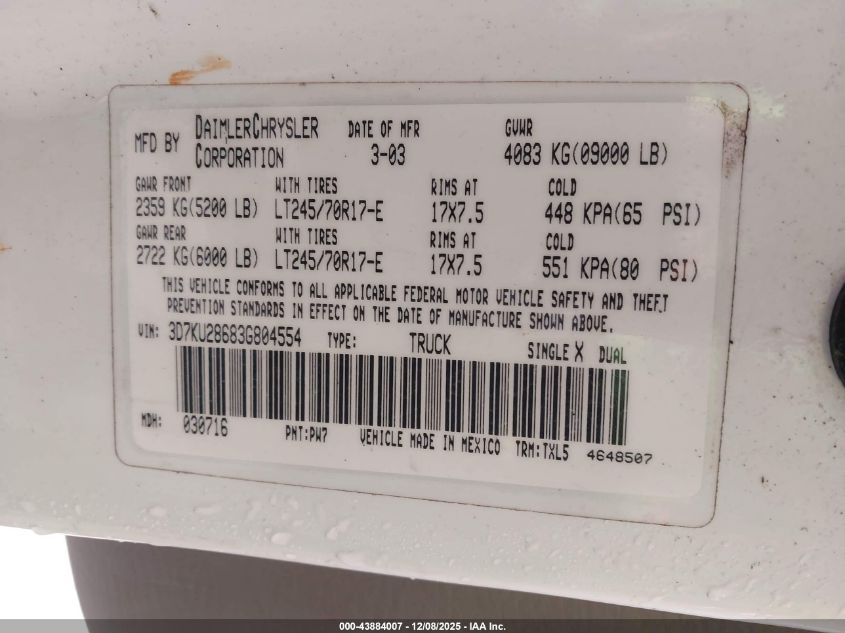 MFD BY DAIMLERCHRYSLER CORPORATION DATE OF MFR 3-03 GVWR 4083 KG(09000 LB)
GAWR FRONT WITH TIRES RIMS AT COLD
2359 KG(5200 LB) LT245/70R17-E 17X7.5 448 KPA(65 PSI)
GAWR REAR WITH TIRES RIMS AT COLD
2722 KG(6000 LB) LT245/70R17-E 17X7.5 551 KPA(80 PSI)
THIS VEHICLE CONFORMS TO ALL APPLICABLE FEDERAL MOTOR VEHICLE SAFETY AND THEFT
PREVENTION STANDARDS IN EFFECT ON THE DATE OF MANUFACTURE SHOWN ABOVE.
VIN: 3D7KU28683G804554 TYPE: TRUCK SINGLE X DUAL
MDH: 030716 PNT:PW7 VEHICLE MADE IN MEXICO TRM:TXL5 4648507
000-43884007 - 12/08/2025 - IAA Inc.